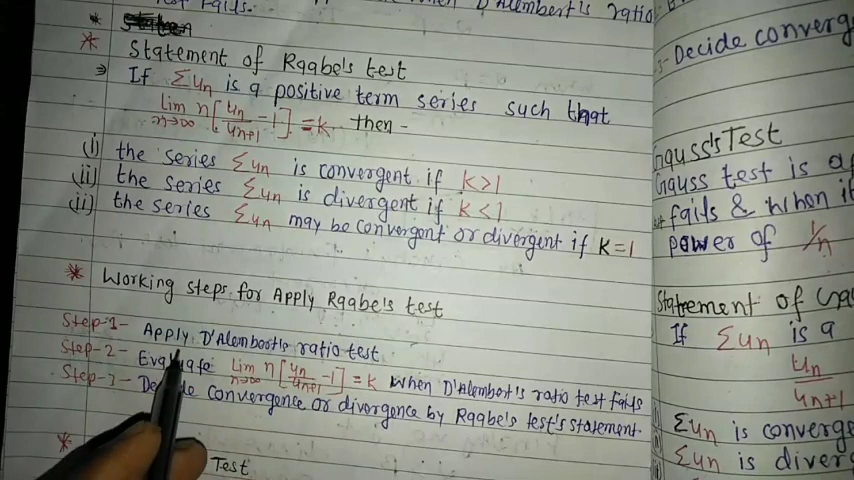 Test Fails.
D'Alembert's ratio
* Statement of Raabe's test
⇒ If Σun is a positive term series such that
lim n→∞ n[un/un+1 -1] = k, then -
(i) the series Σun is convergent if k>1
(ii) the series Σun is divergent if k<1
(ii) the series Σun may be convergent or divergent if k=1
* Working steps for Apply Raabe's test
Step-1- Apply D'Alembert's ratio test
Step-2- Evaluate lim n→∞ n[un/un+1 -1] = k when D'Alembert's ratio test fails
Step-3- Decide convergence or divergence by Raabe's test's statement.
*
Test
Decide converg
Gauss's Test
Gauss test is a
fails & when i
power of 1/n
Statement of Ga
If Σun is a
un/un+1
Σun is converge
Σun is diver